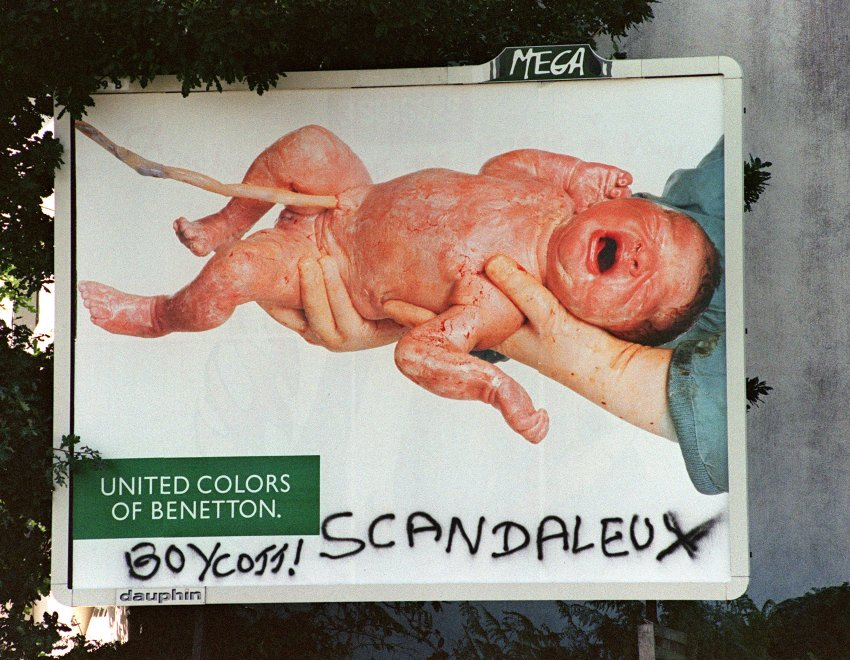 MEGA
UNITED COLORS
OF BENETTON.
BOYCOTT! SCANDALEUX
dauphin